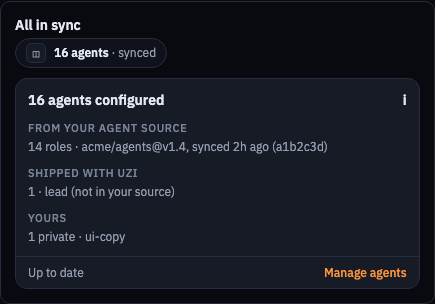 All in sync
16 agents · synced
16 agents configured i
FROM YOUR AGENT SOURCE
14 roles · acme/agents@v1.4, synced 2h ago (a1b2c3d)
SHIPPED WITH UZI
1 · lead (not in your source)
YOURS
1 private · ui-copy
Up to date Manage agents